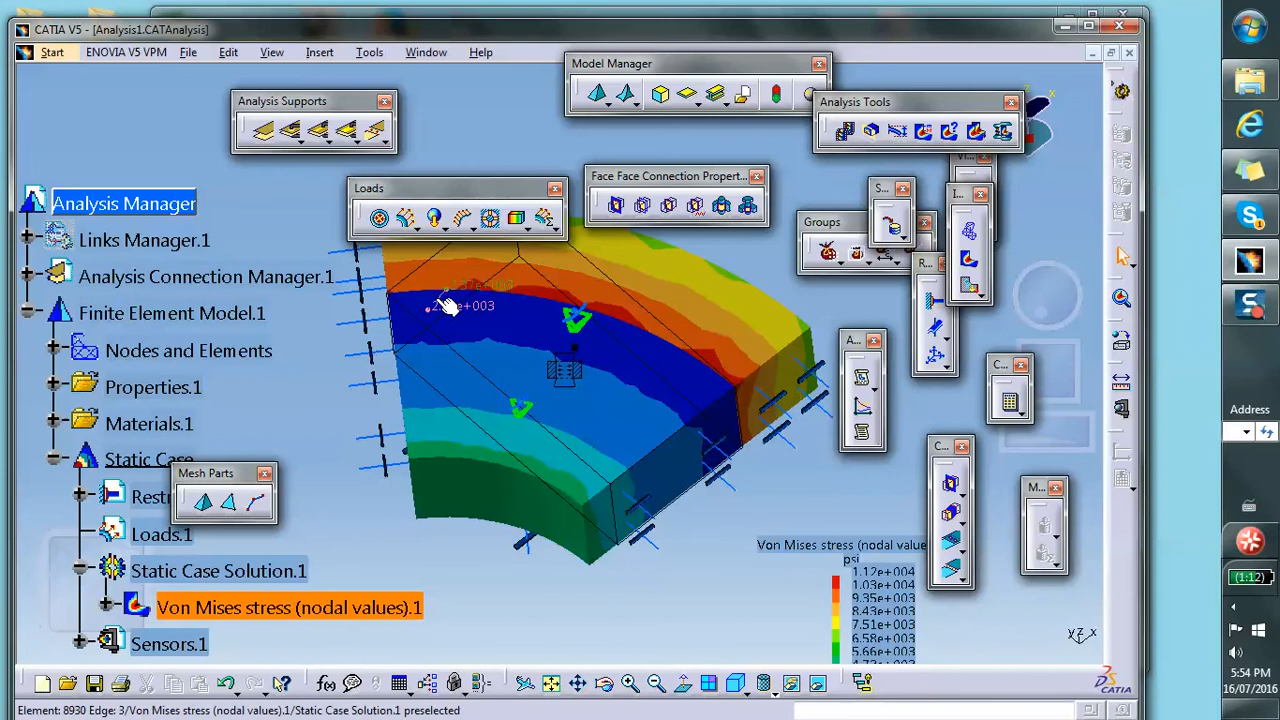 CATIA V5 - [Analysis1.CATAnalysis]
Start ENOVIA V5 VPM File Edit View Insert Tools Window Help
Model Manager
Analysis Supports
Analysis Tools
Loads
Face Face Connection Propert...
S...
I...
Groups
R...
Analysis Manager
Links Manager.1
Analysis Connection Manager.1
Finite Element Model.1
Nodes and Elements
Properties.1
Materials.1
Static Case
Mesh Parts
Loads.1
Static Case Solution.1
Von Mises stress (nodal values).1
Sensors.1
A...
C...
C...
M...
Von Mises stress (nodal value
psi
1.12e+004
1.03e+004
9.35e+003
8.43e+003
7.51e+003
6.58e+003
5.66e+003
z
x
y z x
CATIA
Element: 8930 Edge: 3/Von Mises stress (nodal values).1/Static Case Solution.1 preselected
Address
(1:12)
5:54 PM
16/07/2016